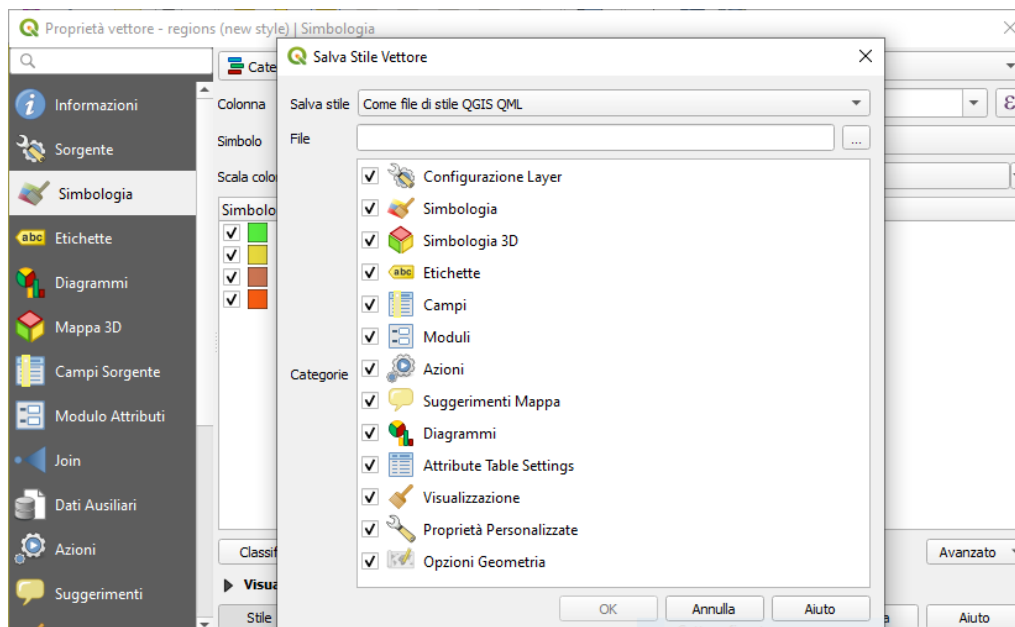 Proprietà vettore - regions (new style) | Simbologia
Salva Stile Vettore
Cate
Informazioni
Sorgente
Simbologia
abc Etichette
Diagrammi
Mappa 3D
Campi Sorgente
Modulo Attributi
Join
Dati Ausiliari
Azioni
Suggerimenti
Colonna
Simbolo
Scala colo
Simbolo
Classif
Visua
Stile
Salva stile Come file di stile QGIS QML
File ...
Categorie
Configurazione Layer
Simbologia
Simbologia 3D
abc Etichette
Campi
Moduli
Azioni
Suggerimenti Mappa
Diagrammi
Attribute Table Settings
Visualizzazione
Proprietà Personalizzate
Opzioni Geometria
OK Annulla Aiuto
ε
Avanzato
a Aiuto